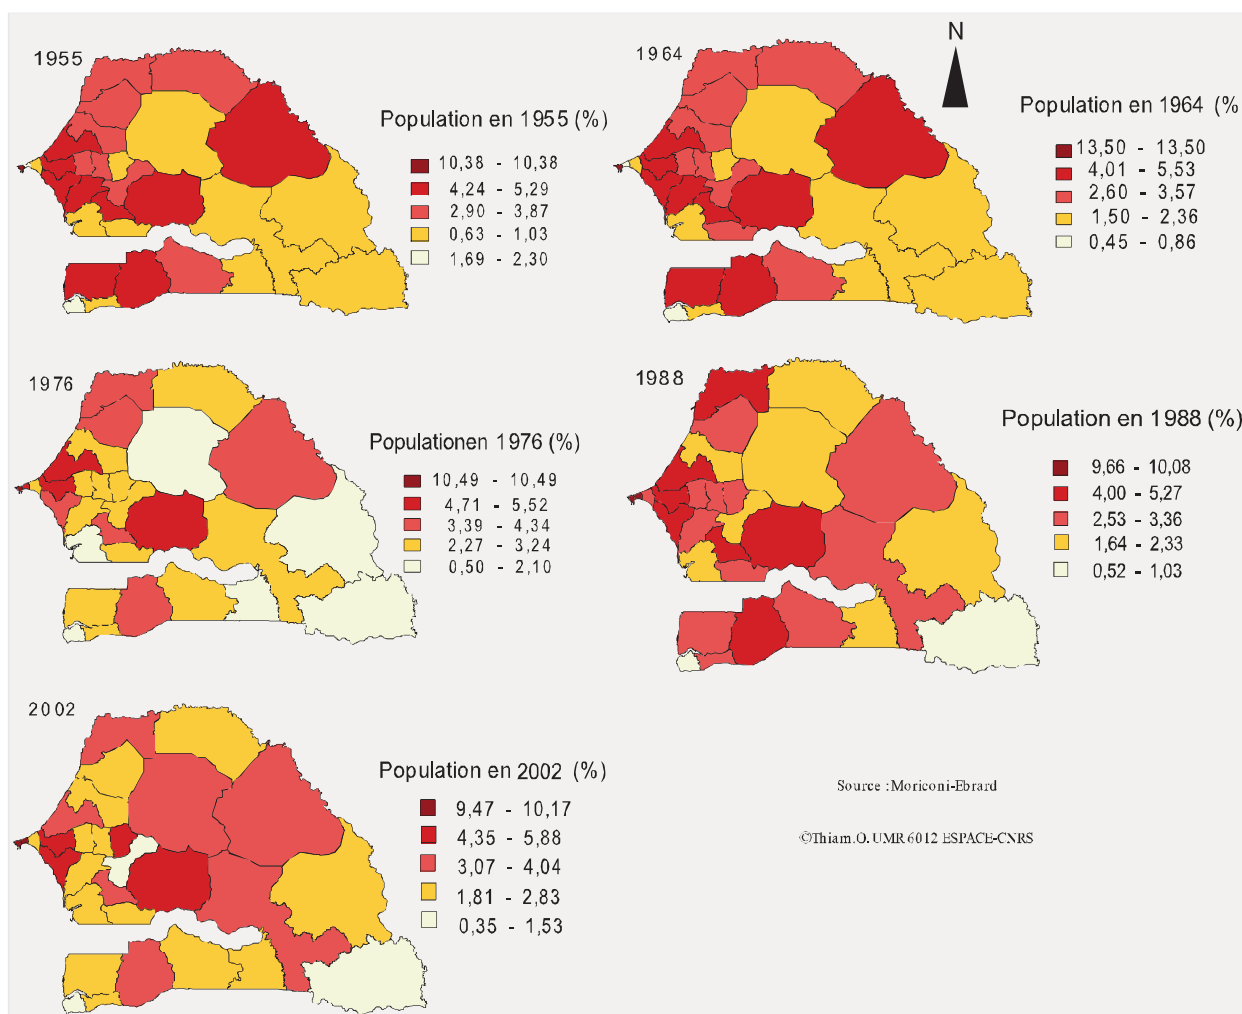 1955
Population en 1955 (%)
10,38 - 10,38
4,24 - 5,29
2,90 - 3,87
0,63 - 1,03
1,69 - 2,30
N
1964
Population en 1964 (%
13,50 - 13,50
4,01 - 5,53
2,60 - 3,57
1,50 - 2,36
0,45 - 0,86
1976
Populationen 1976 (%)
10,49 - 10,49
4,71 - 5,52
3,39 - 4,34
2,27 - 3,24
0,50 - 2,10
1988
Population en 1988 (%)
9,66 - 10,08
4,00 - 5,27
2,53 - 3,36
1,64 - 2,33
0,52 - 1,03
2002
Population en 2002 (%)
9,47 - 10,17
4,35 - 5,88
3,07 - 4,04
1,81 - 2,83
0,35 - 1,53
Source : Moriconi-Ebrard
©Thiam.O. UMR 6012 ESPACE-CNRS